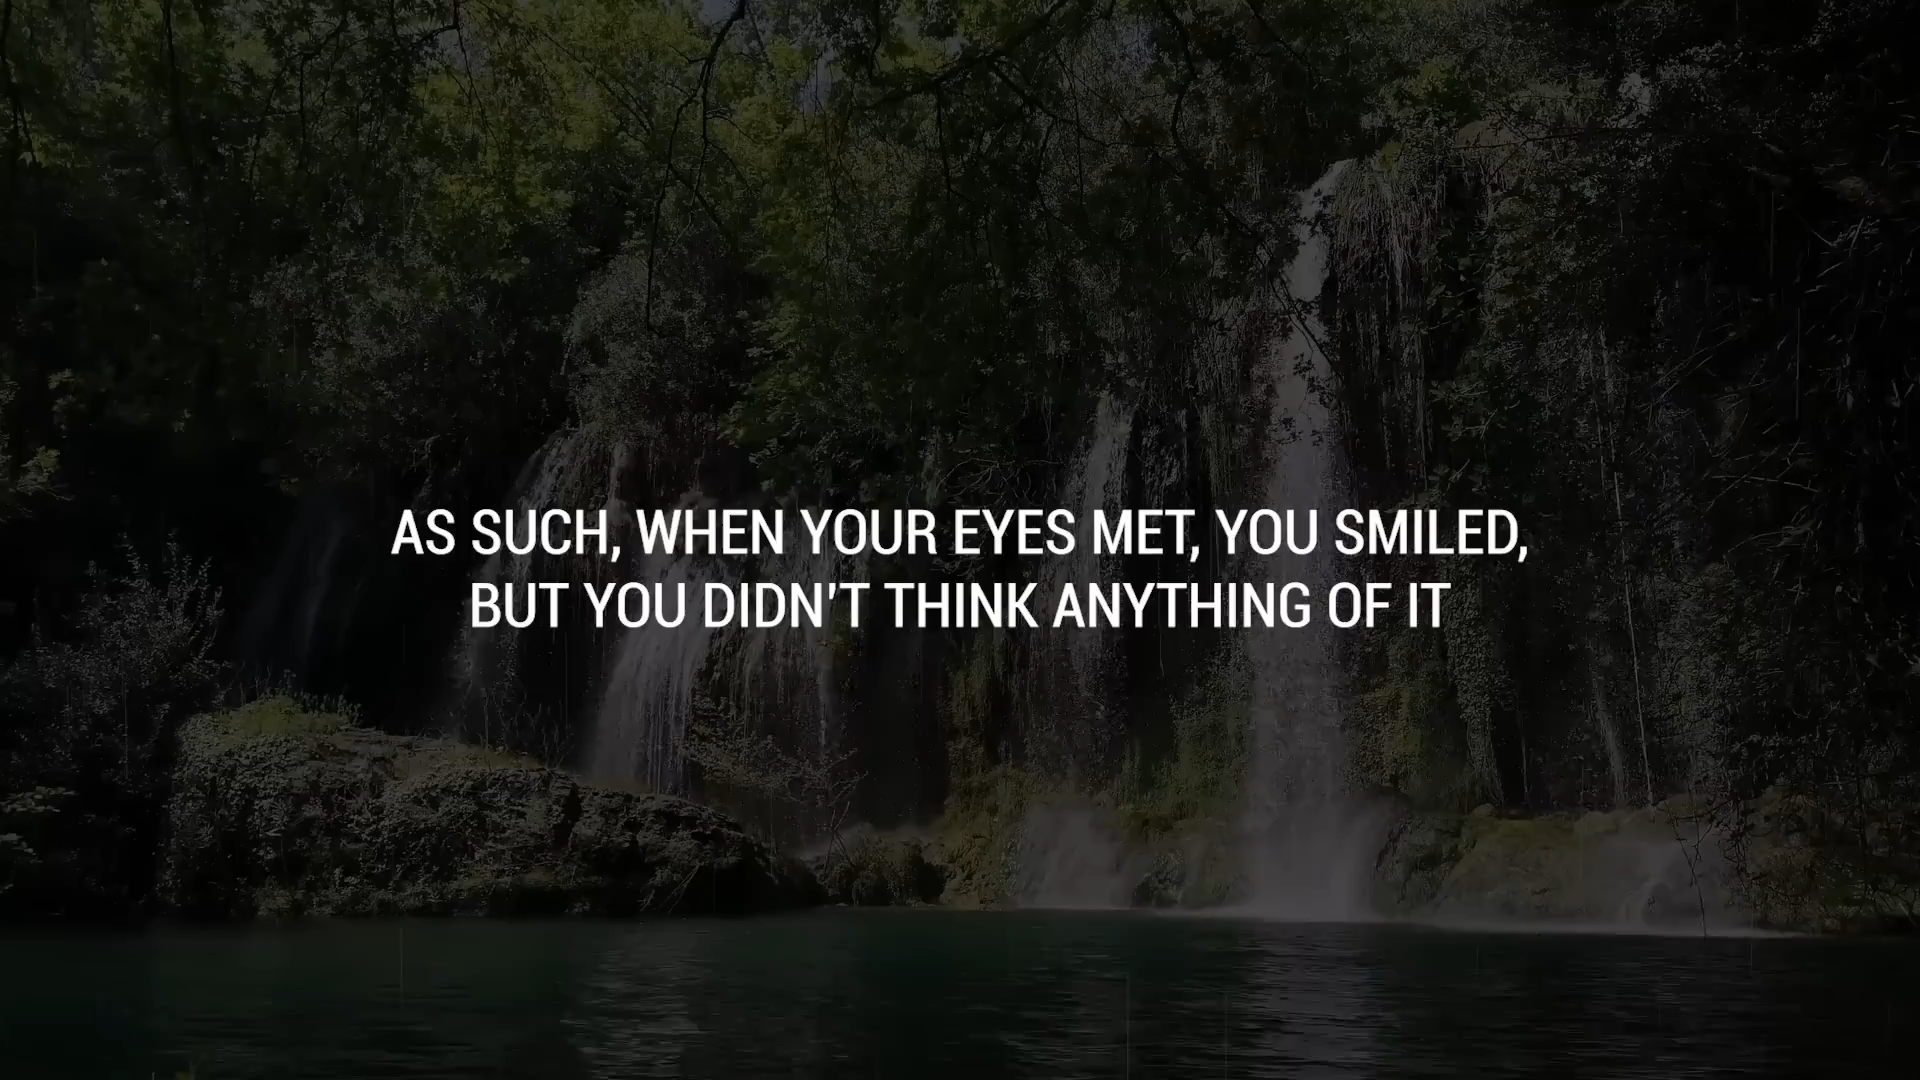 AS SUCH, WHEN YOUR EYES MET, YOU SMILED,
BUT YOU DIDN'T THINK ANYTHING OF IT